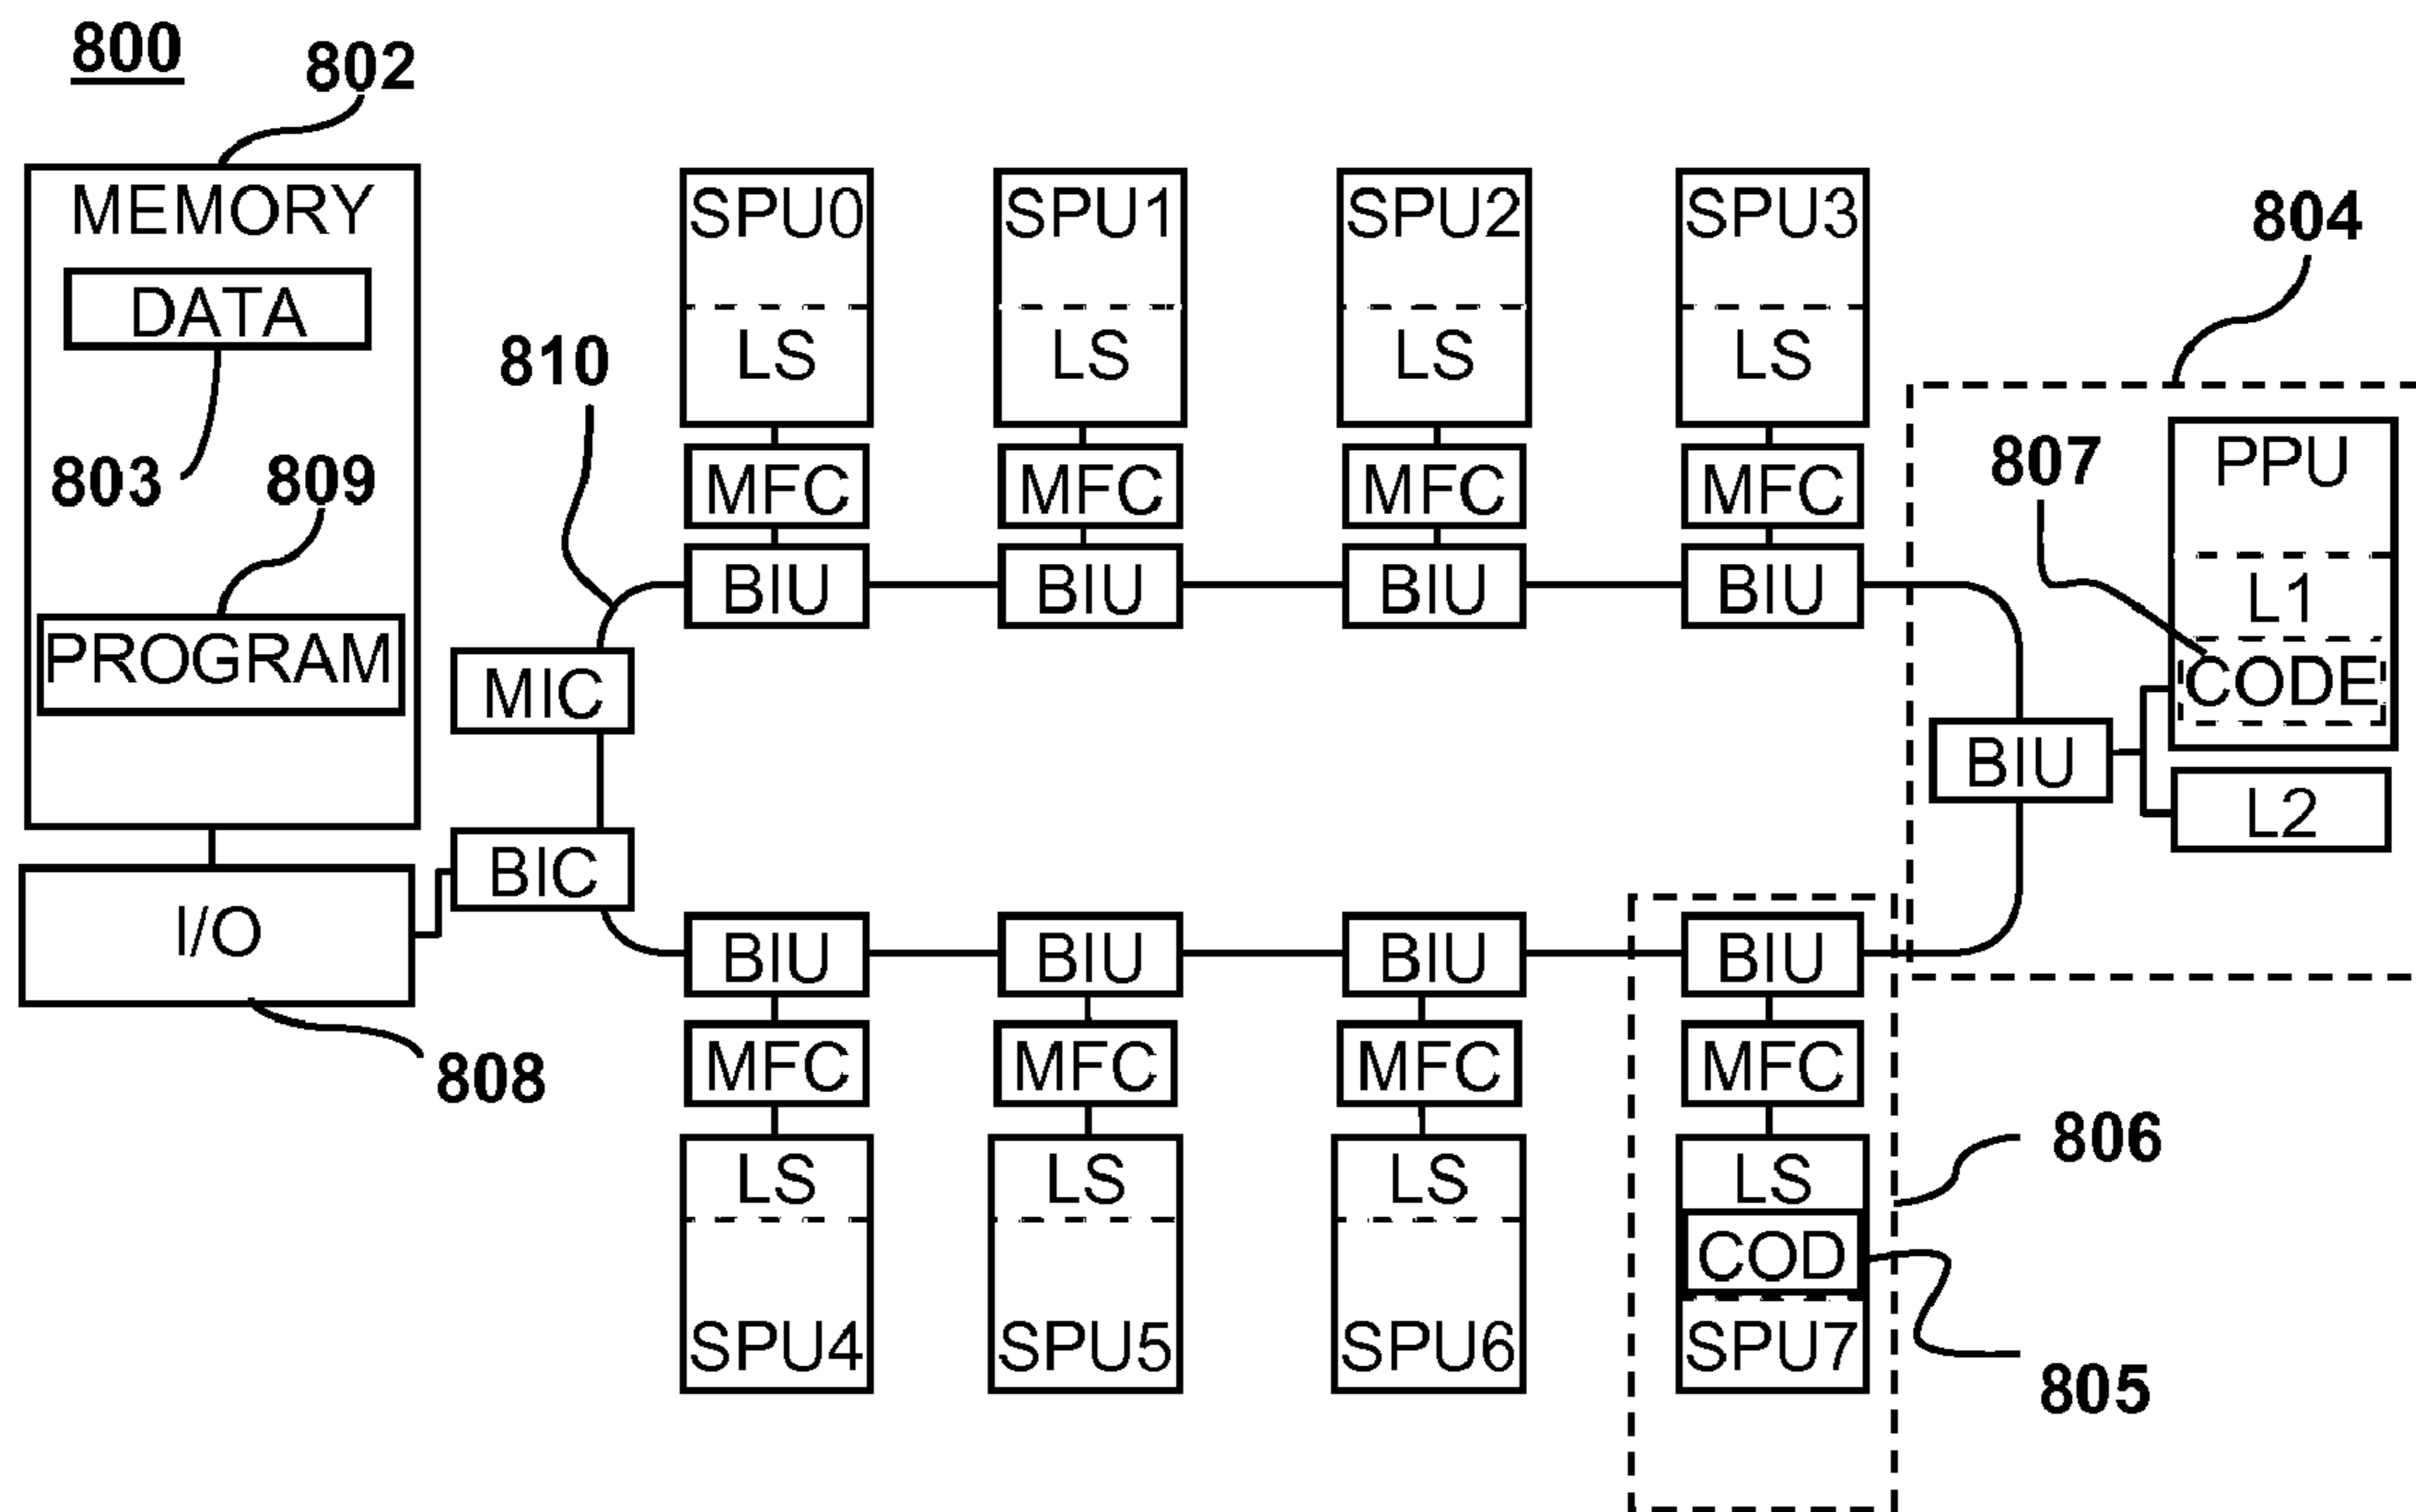 800
802
MEMORY
DATA
803
809
PROGRAM
I/O
808
810
MIC
BIC
SPU0 SPU1 SPU2 SPU3
LS LS LS LS
MFC MFC MFC MFC
BIU BIU BIU BIU
804
807
PPU
L1
CODE
BIU
L2
BIU BIU BIU BIU
MFC MFC MFC MFC
LS LS LS LS
COD
SPU4 SPU5 SPU6 SPU7
806
805